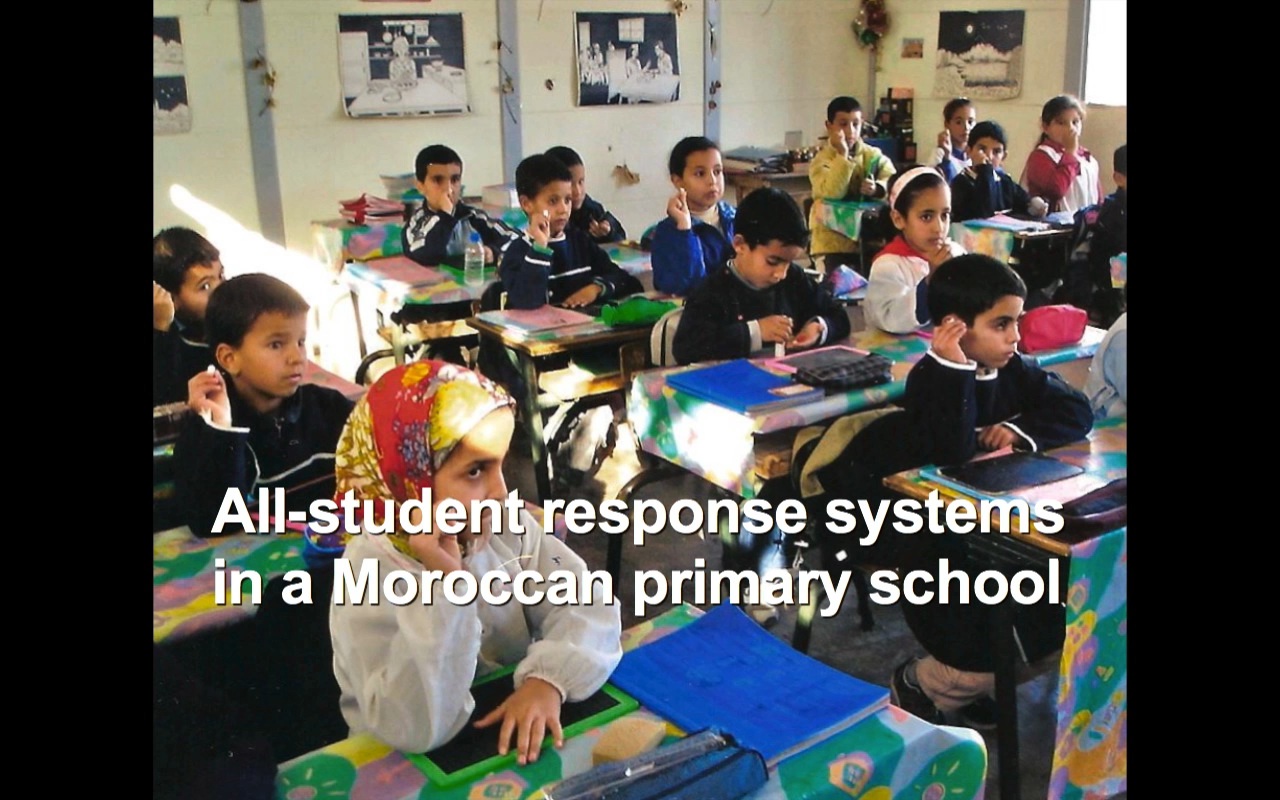 All-student response systems
in a Moroccan primary school